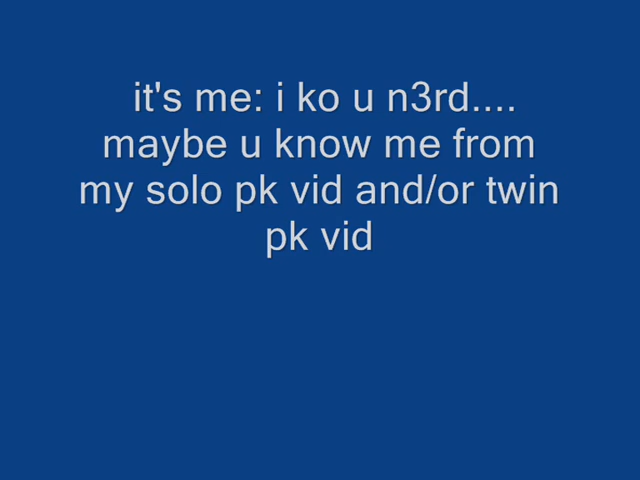 it's me: i ko u n3rd....
maybe u know me from
my solo pk vid and/or twin
pk vid